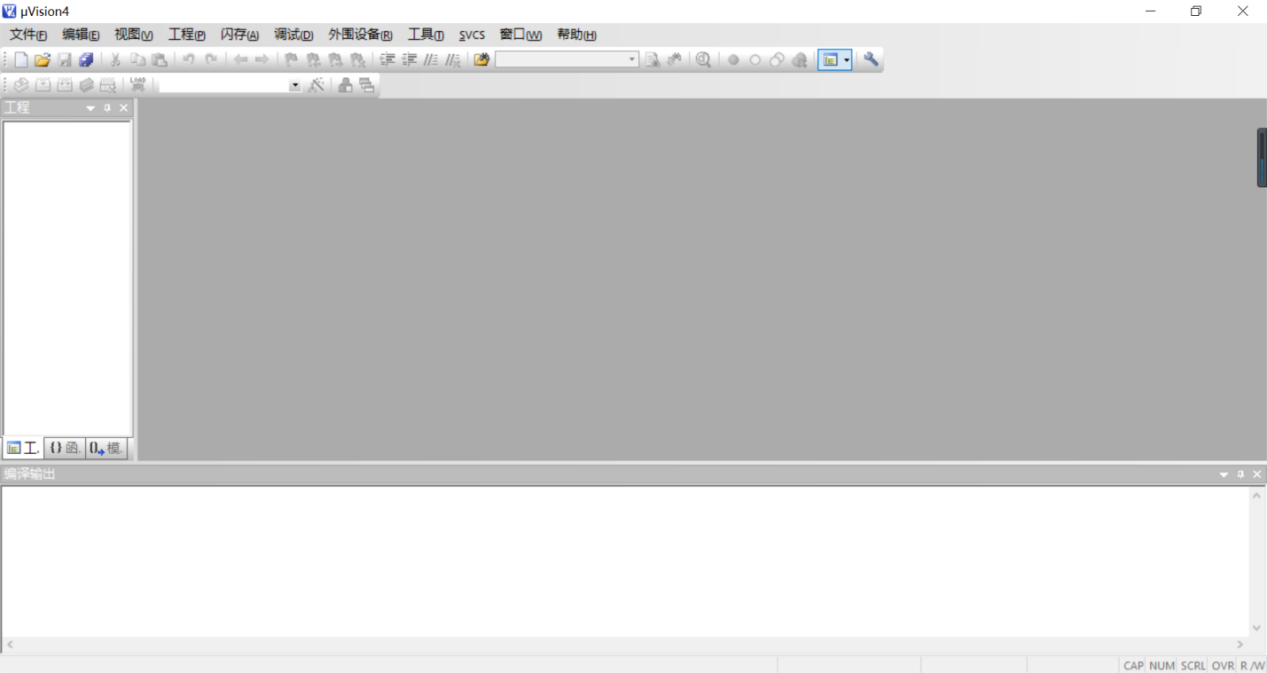 μVision4
文件(F) 编辑(E) 视图(V) 工程(P) 闪存(A) 调试(D) 外围设备(R) 工具(T) SVCS 窗口(W) 帮助(H)
工程
工. {} 函. 模.
编译输出
CAP NUM SCRL OVR R /W